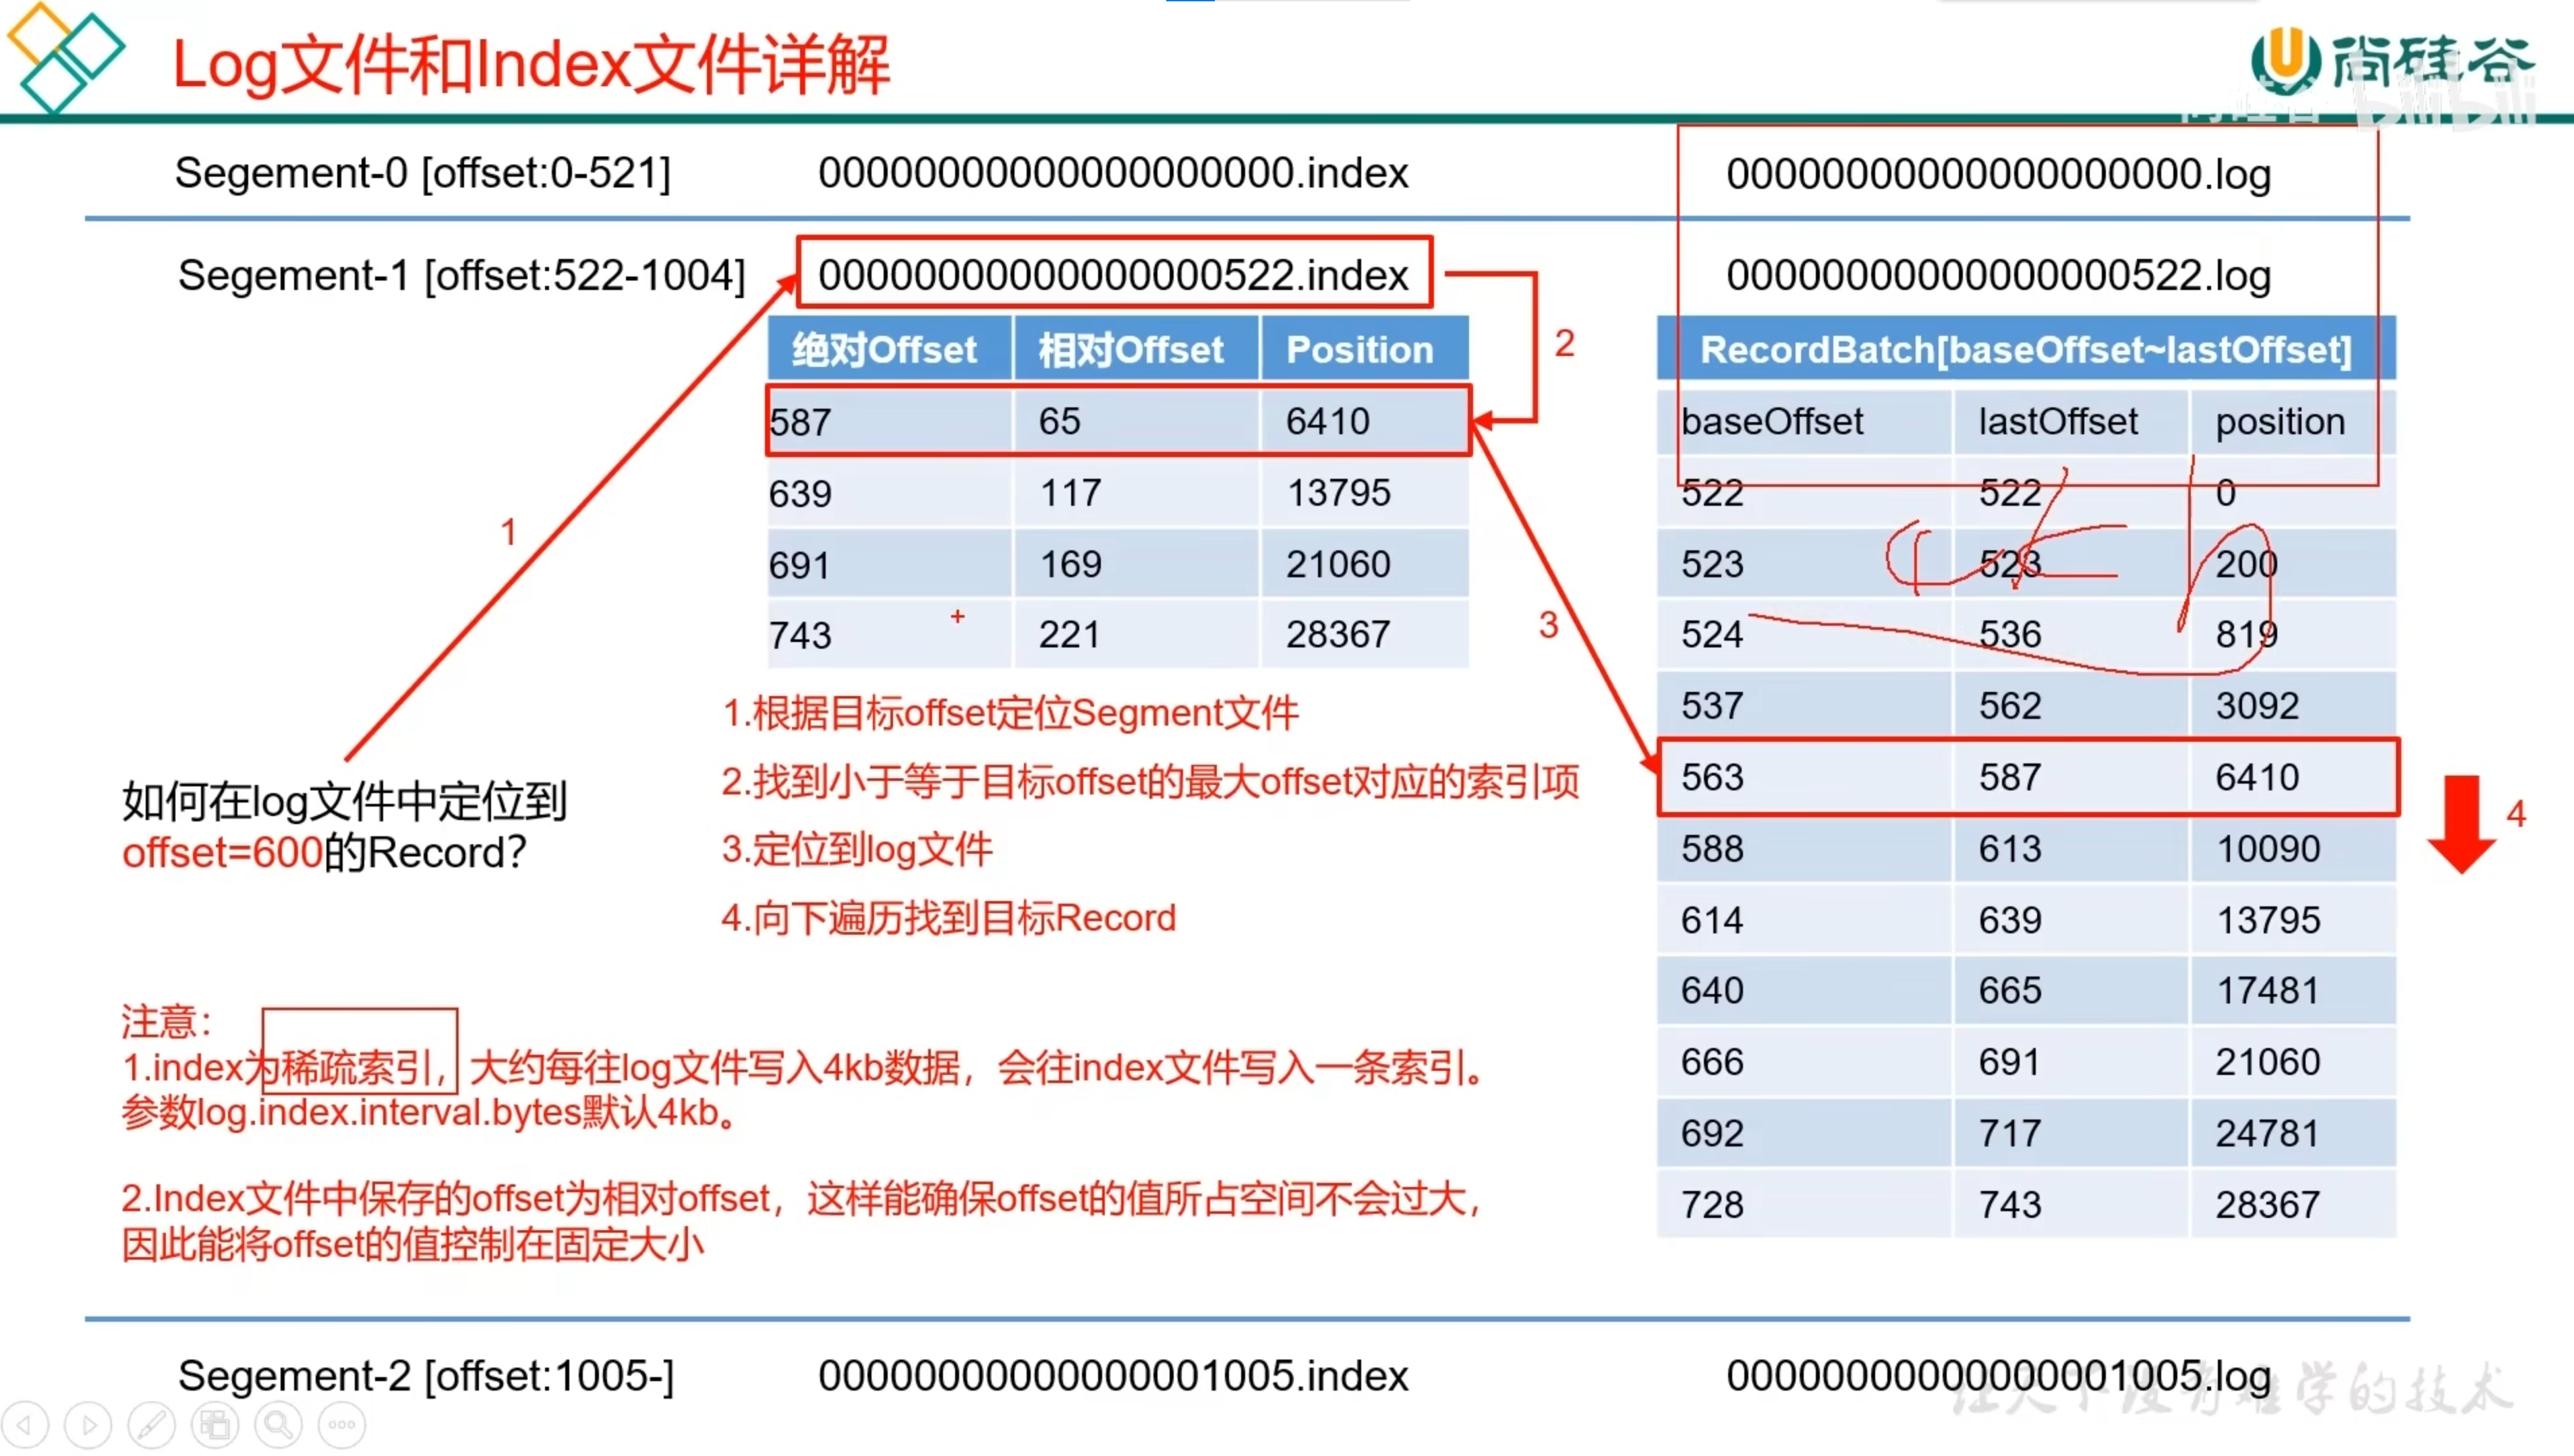 Log文件和Index文件详解
尚硅谷
bilibili
Segement-0 [offset:0-521] 00000000000000000000.index 00000000000000000000.log
Segement-1 [offset:522-1004] 00000000000000000522.index 00000000000000000522.log
绝对Offset 相对Offset Position
587 65 6410
639 117 13795
691 169 21060
743 221 28367
1
2
3
4
RecordBatch[baseOffset~lastOffset]
baseOffset lastOffset position
522 522 0
523 523 200
524 536 819
537 562 3092
563 587 6410
588 613 10090
614 639 13795
640 665 17481
666 691 21060
692 717 24781
728 743 28367
如何在log文件中定位到
offset=600的Record？
1.根据目标offset定位Segment文件
2.找到小于等于目标offset的最大offset对应的索引项
3.定位到log文件
4.向下遍历找到目标Record
注意：
1.index为稀疏索引，大约每往log文件写入4kb数据，会往index文件写入一条索引。
参数log.index.interval.bytes默认4kb。
2.Index文件中保存的offset为相对offset，这样能确保offset的值所占空间不会过大，
因此能将offset的值控制在固定大小
Segement-2 [offset:1005-] 00000000000000001005.index 00000000000000001005.log
让天下没有难学的技术